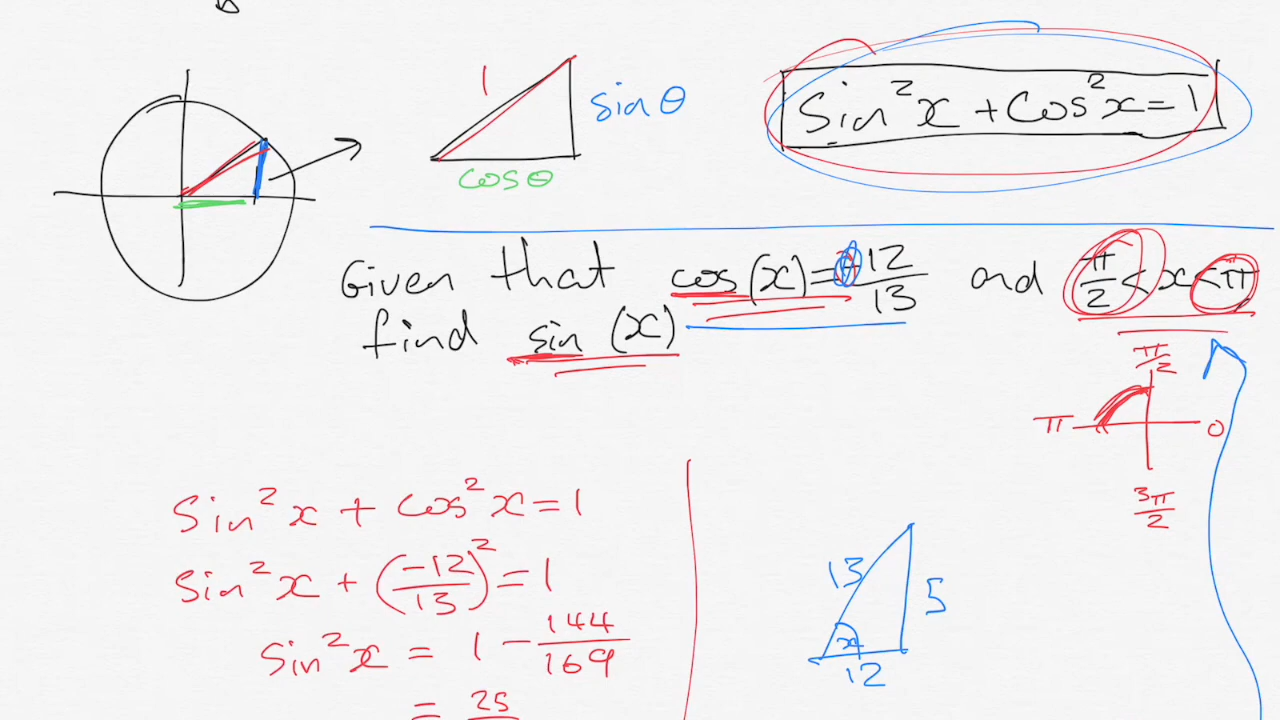 1
sin θ
cos θ
Sin²x + Cos²x = 1
Given that cos(x) = -12/13 and π/2 < x < π
find sin (x)
π/2
π
0
3π/2
Sin²x + cos²x = 1
Sin²x + (-12/13)² = 1
Sin²x = 1 - 144/169
= 25
13
5
x
12